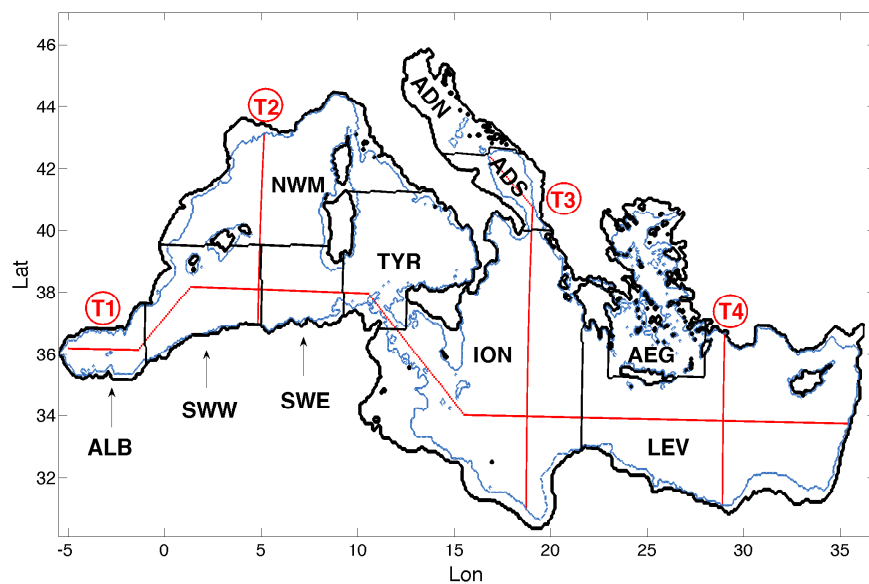 46
44
42
40
38
36
34
32
Lat
T2
ADN
ADS
NWM
T3
TYR
T1
T4
ION
AEG
SWW
SWE
ALB
LEV
-5 0 5 10 15 20 25 30 35
Lon